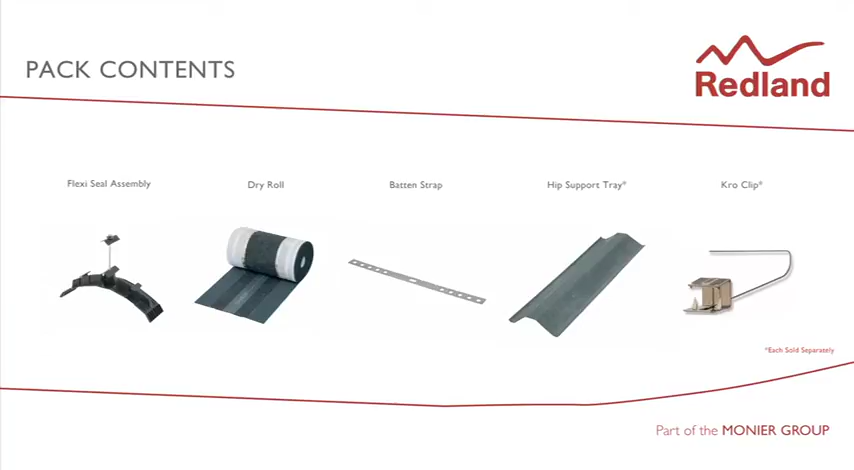 PACK CONTENTS
Redland
Flexi Seal Assembly
Dry Roll
Batten Strap
Hip Support Tray*
Kro Clip*
*Each Sold Separately
Part of the MONIER GROUP